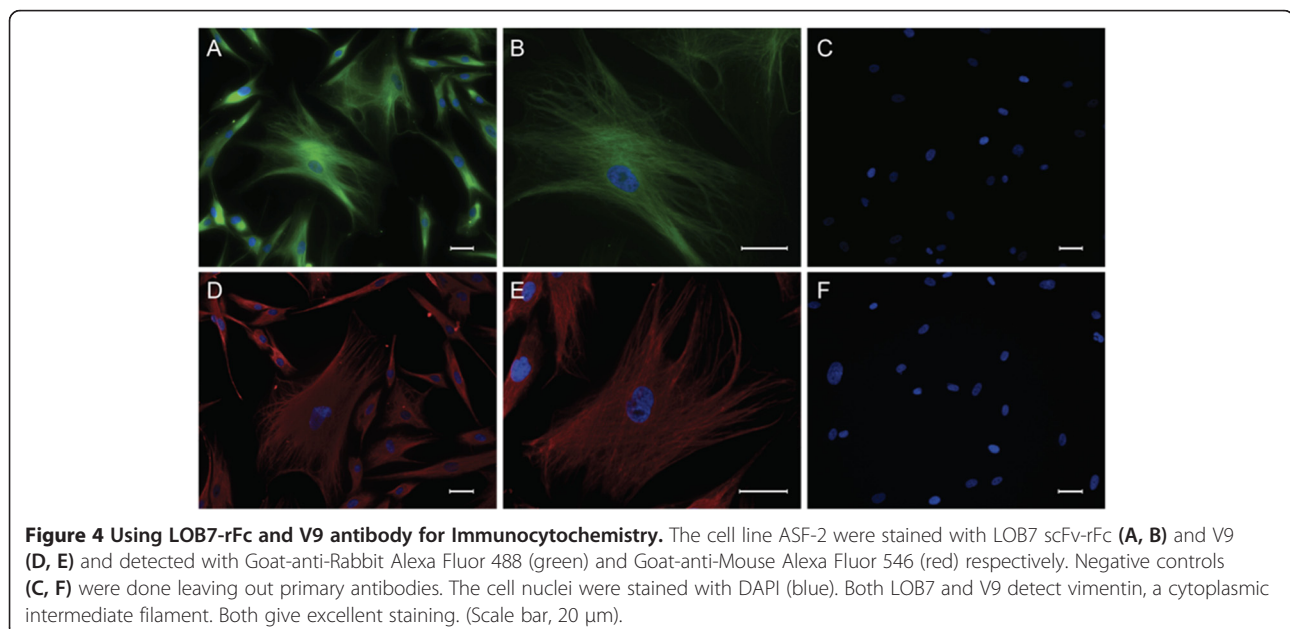 A
B
C
D
E
F
Figure 4 Using LOB7-rFc and V9 antibody for Immunocytochemistry. The cell line ASF-2 were stained with LOB7 scFv-rFc (A, B) and V9
(D, E) and detected with Goat-anti-Rabbit Alexa Fluor 488 (green) and Goat-anti-Mouse Alexa Fluor 546 (red) respectively. Negative controls
(C, F) were done leaving out primary antibodies. The cell nuclei were stained with DAPI (blue). Both LOB7 and V9 detect vimentin, a cytoplasmic
intermediate filament. Both give excellent staining. (Scale bar, 20 μm).